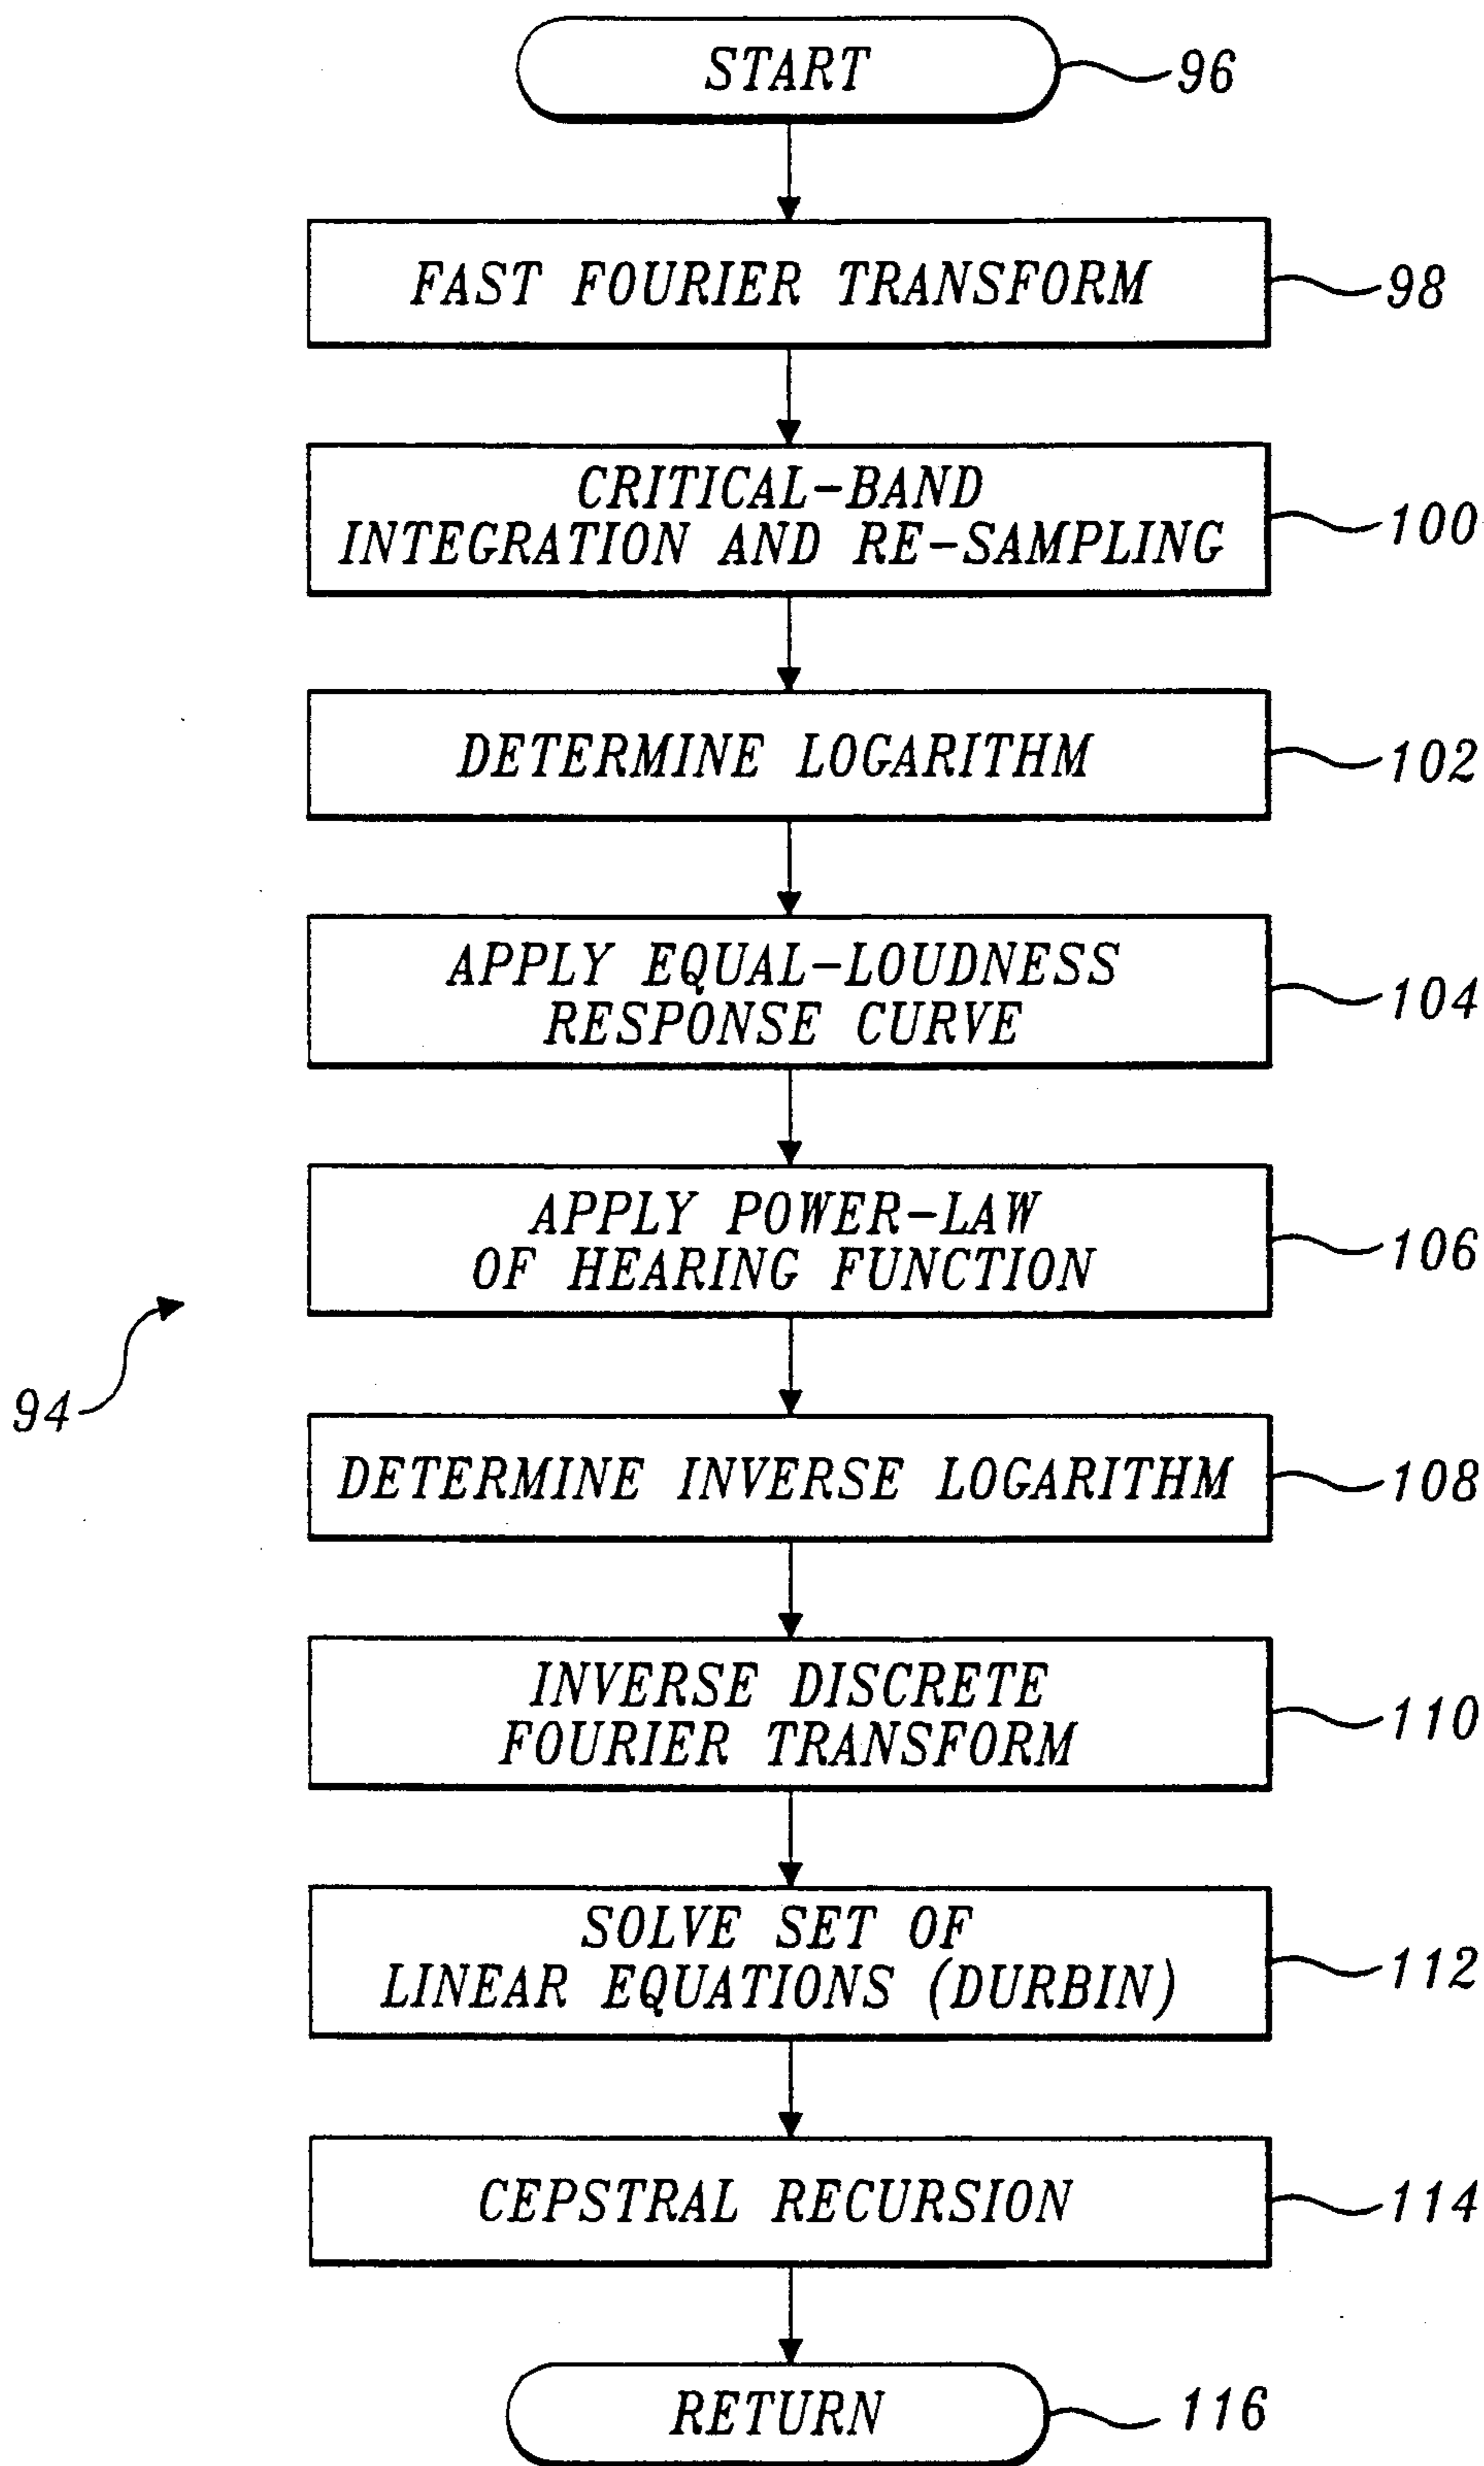 START
96
FAST FOURIER TRANSFORM
98
CRITICAL-BAND
INTEGRATION AND RE-SAMPLING
100
DETERMINE LOGARITHM
102
APPLY EQUAL-LOUDNESS
RESPONSE CURVE
104
APPLY POWER-LAW
OF HEARING FUNCTION
106
94
DETERMINE INVERSE LOGARITHM
108
INVERSE DISCRETE
FOURIER TRANSFORM
110
SOLVE SET OF
LINEAR EQUATIONS (DURBIN)
112
CEPSTRAL RECURSION
114
RETURN
116